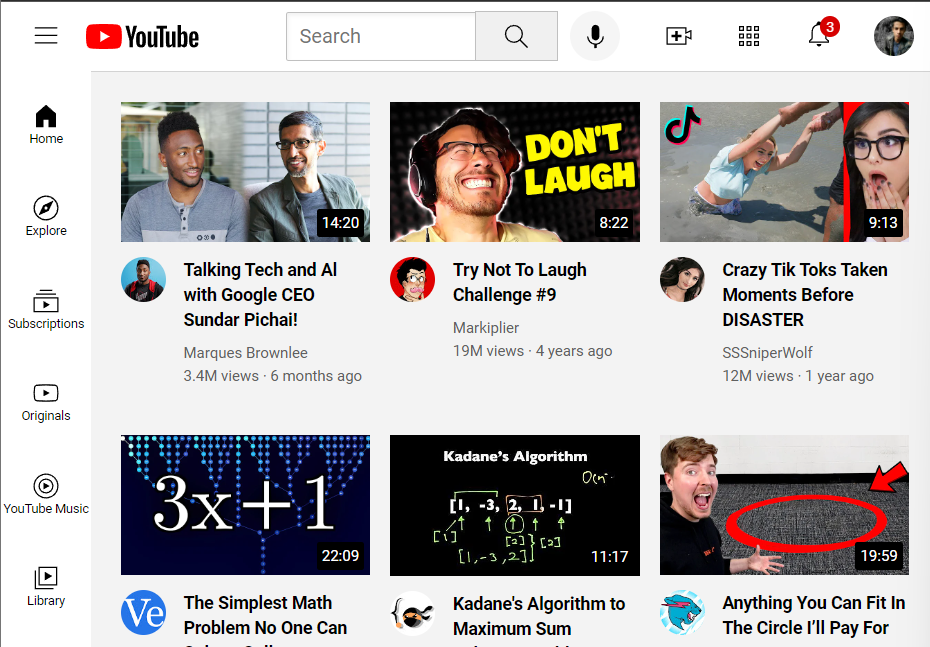 YouTube
Search
3
Home
Explore
Subscriptions
Originals
YouTube Music
Library
14:20
Talking Tech and AI
with Google CEO
Sundar Pichai!
Marques Brownlee
3.4M views · 6 months ago
DON'T
LAUGH
8:22
Try Not To Laugh
Challenge #9
Markiplier
19M views · 4 years ago
9:13
Crazy Tik Toks Taken
Moments Before
DISASTER
SSSniperWolf
12M views · 1 year ago
3x+1
22:09
Ve
The Simplest Math
Problem No One Can
Kadane's Algorithm
[1, -3, 2, 1, -1]
[1]
[2]
[2]
[1,-3,2]
11:17
Kadane's Algorithm to
Maximum Sum
19:59
Anything You Can Fit In
The Circle I'll Pay For